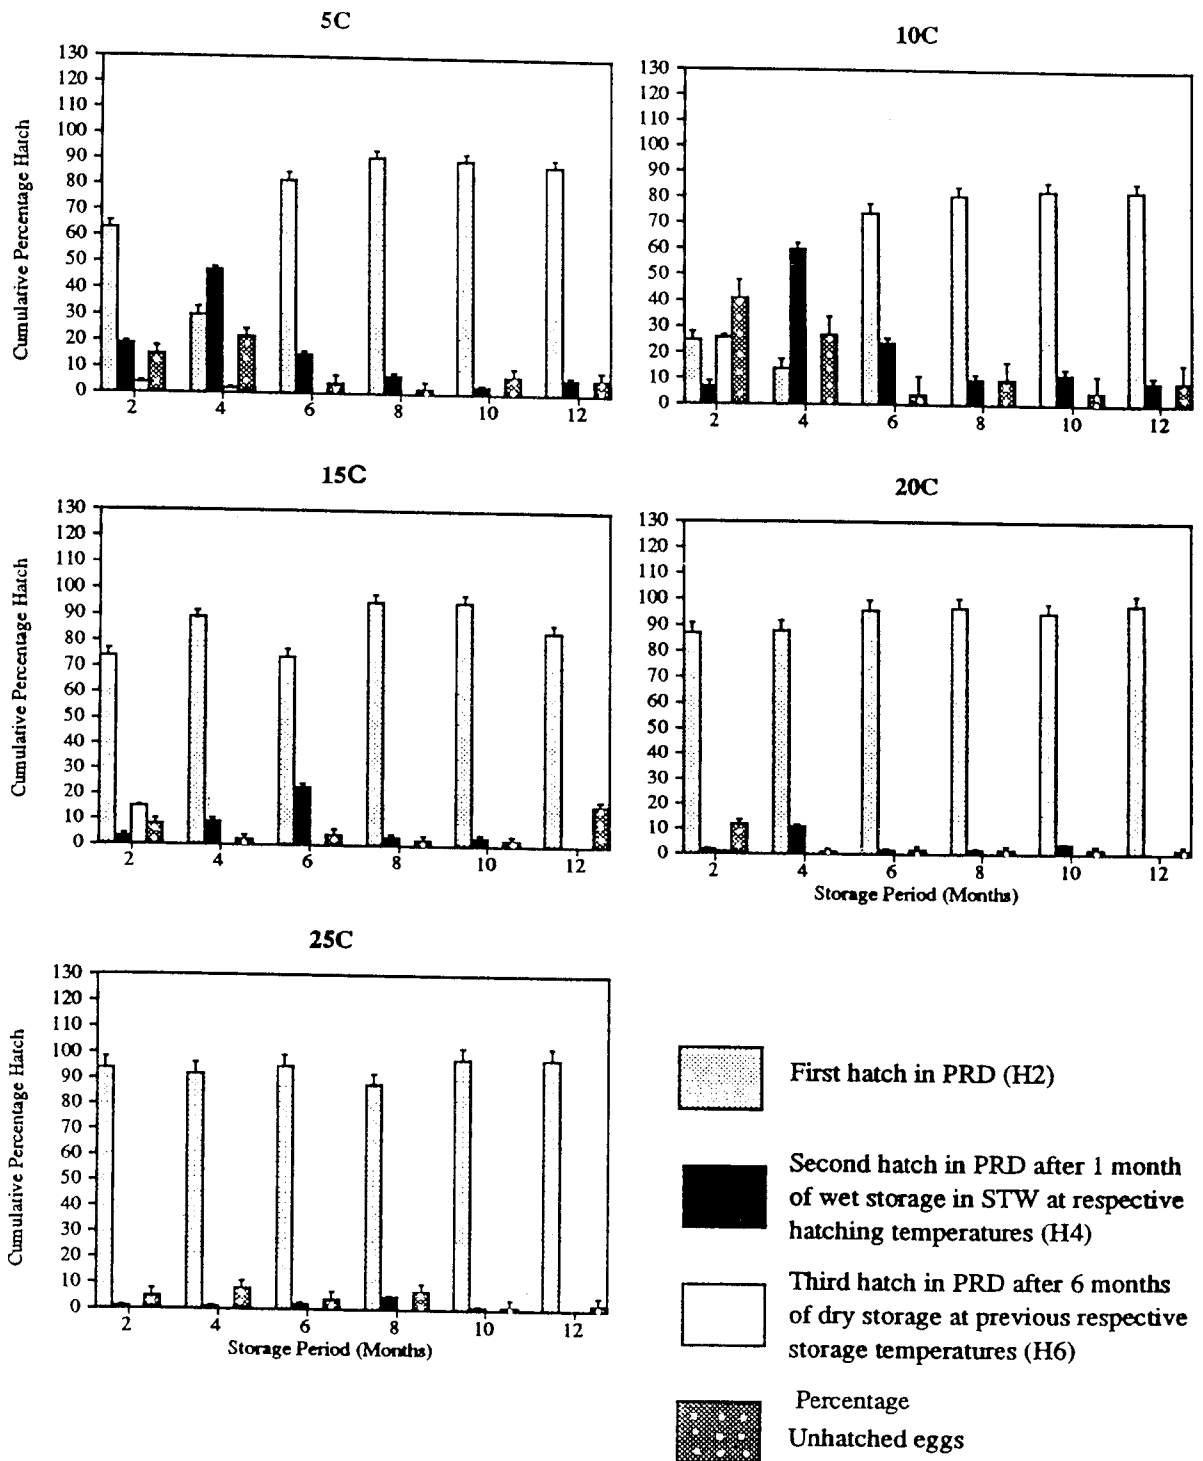 5C
130
120
110
100
90
80
70
60
50
40
30
20
10
0
Cumulative Percentage Hatch
2 4 6 8 10 12
10C
130
120
110
100
90
80
70
60
50
40
30
20
10
0
2 4 6 8 10 12
15C
130
120
110
100
90
80
70
60
50
40
30
20
10
0
Cumulative Percentage Hatch
2 4 6 8 10 12
20C
130
120
110
100
90
80
70
60
50
40
30
20
10
0
2 4 6 8 10 12
Storage Period (Months)
25C
130
120
110
100
90
80
70
60
50
40
30
20
10
0
Cumulative Percentage Hatch
2 4 6 8 10 12
Storage Period (Months)
First hatch in PRD (H2)
Second hatch in PRD after 1 month
of wet storage in STW at respective
hatching temperatures (H4)
Third hatch in PRD after 6 months
of dry storage at previous respective
storage temperatures (H6)
Percentage
Unhatched eggs